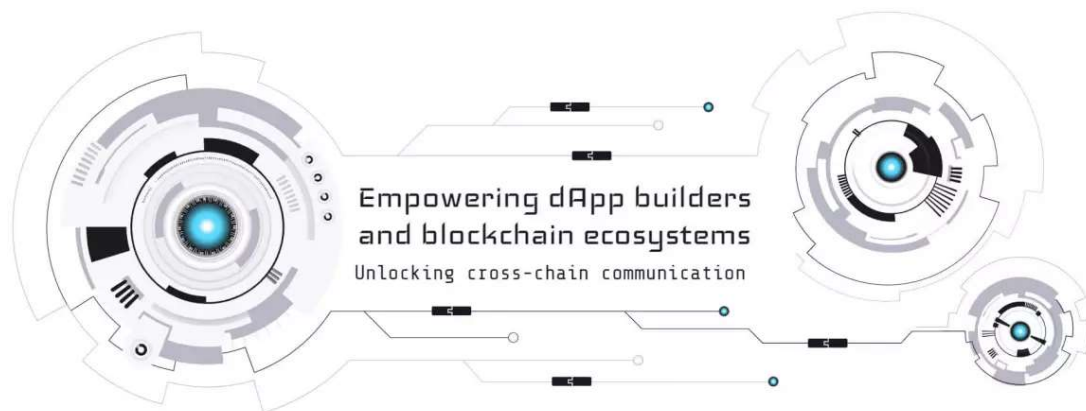 Empowering dApp builders
and blockchain ecosystems
Unlocking cross-chain communication